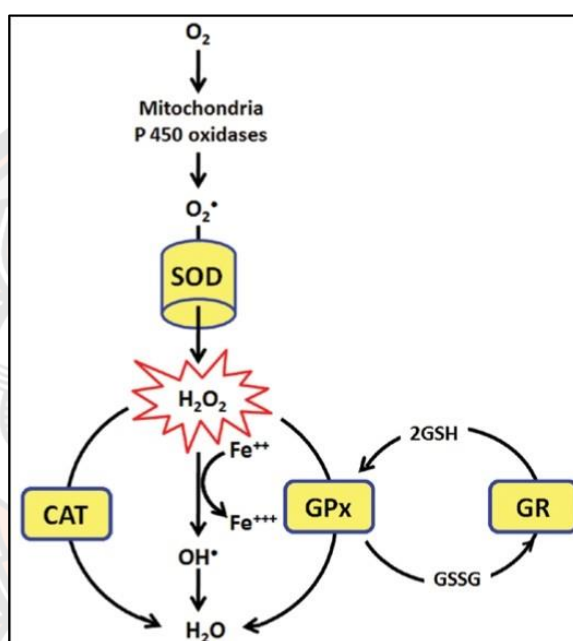 O₂
Mitochondria
P 450 oxidases
O₂•
SOD
H₂O₂
Fe⁺⁺
2GSH
CAT
Fe⁺⁺⁺
GPx
GR
OH•
GSSG
H₂O